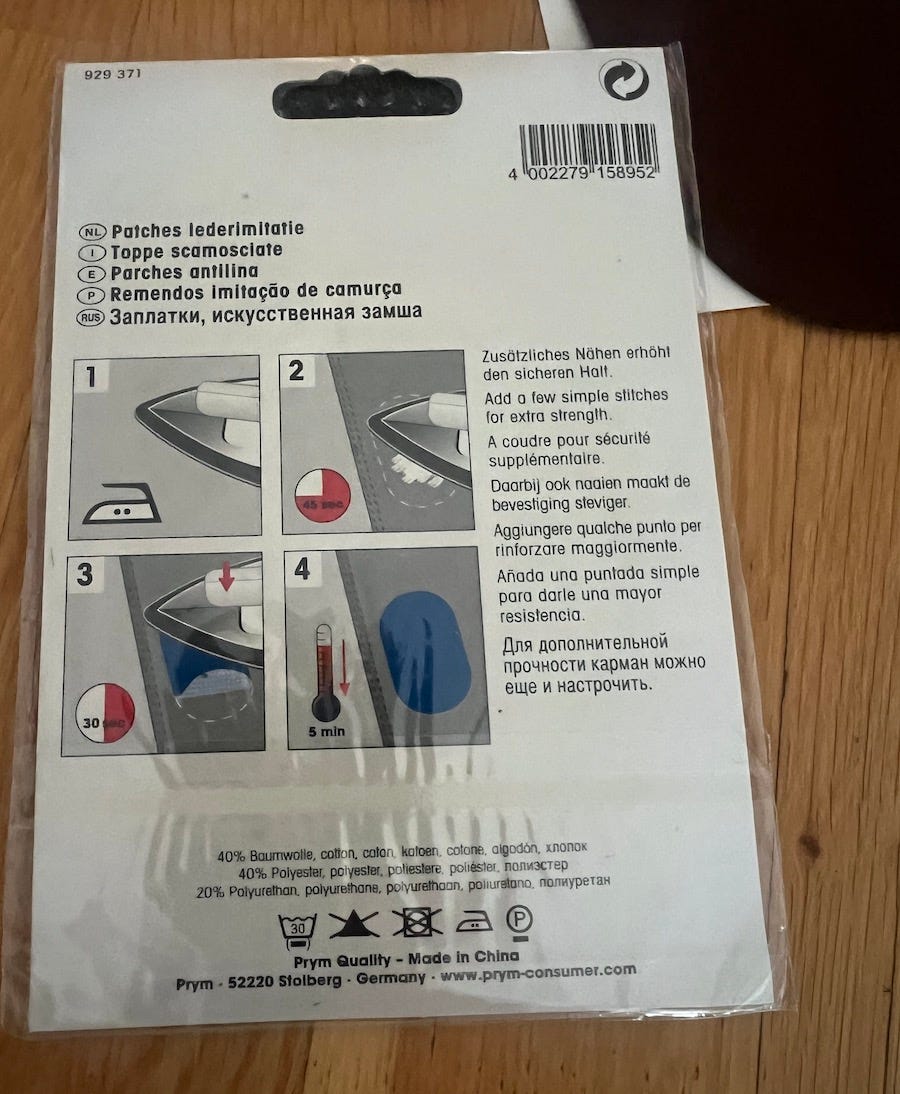 929 371
4 002279 158952
NL Patches lederimitatie
I Toppe scamosciate
E Parches antilina
P Remendos imitação de camurça
RUS Заплатки, искусственная замша
1
2
45 sec
3
30 sec
4
5 min
Zusätzliches Nähen erhöht
den sicheren Halt.
Add a few simple stitches
for extra strength.
A coudre pour sécurité
supplémentaire.
Daarbij ook naaien maakt de
bevestiging steviger.
Aggiungere qualche punto per
rinforzare maggiormente.
Añada una puntada simple
para darle una mayor
resistencia.
Для дополнительной
прочности карман можно
еще и настрочить.
40% Baumwolle, cotton, coton, katoen, cotone, algodón, хлопок
40% Polyester, polyester, poliestere, poliéster, полиэстер
20% Polyurethan, polyurethane, polyurethaan, poliuretano, полиуретан
30
P
Prym Quality - Made in China
Prym · 52220 Stolberg · Germany · www.prym-consumer.com